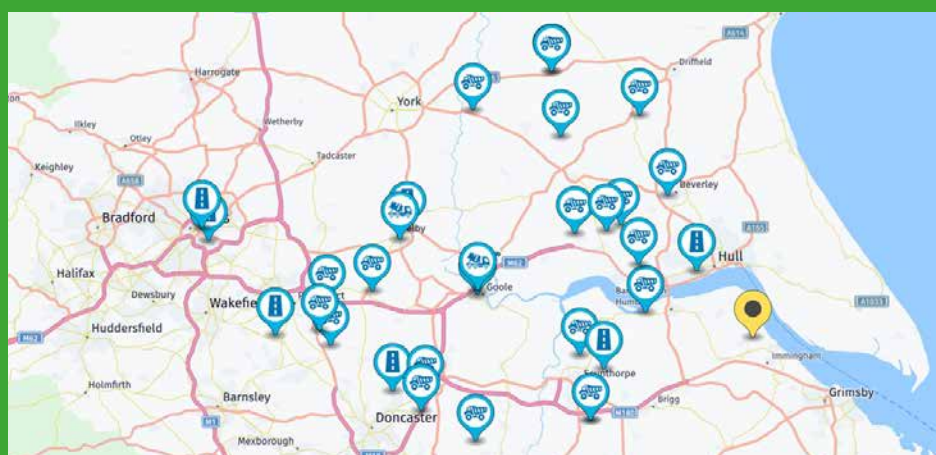 A614
Driffield
Harrogate
York
Ilkley
Wetherby
Otley
Tadcaster
Keighley
A658
Beverley
Bradford
A165
Hull
M62
Halifax
Goole
Dewsbury
Wakefield
A1033
Huddersfield
M62
Immingham
Holmfirth
Scunthorpe
Grimsby
Barnsley
Brigg
M180
M1
Doncaster
Mexborough